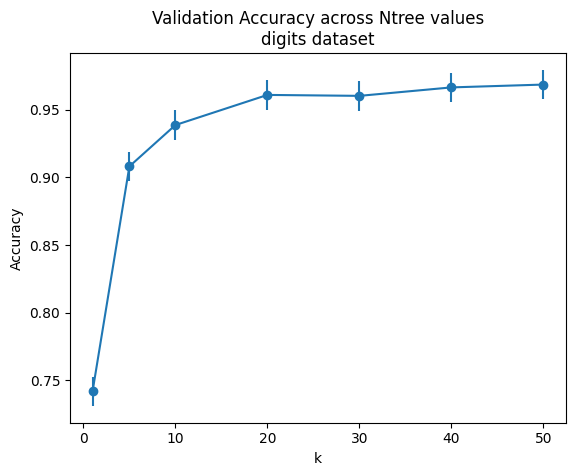 Validation Accuracy across Ntree values
digits dataset
Accuracy
0.95
0.90
0.85
0.80
0.75
0 10 20 30 40 50
k